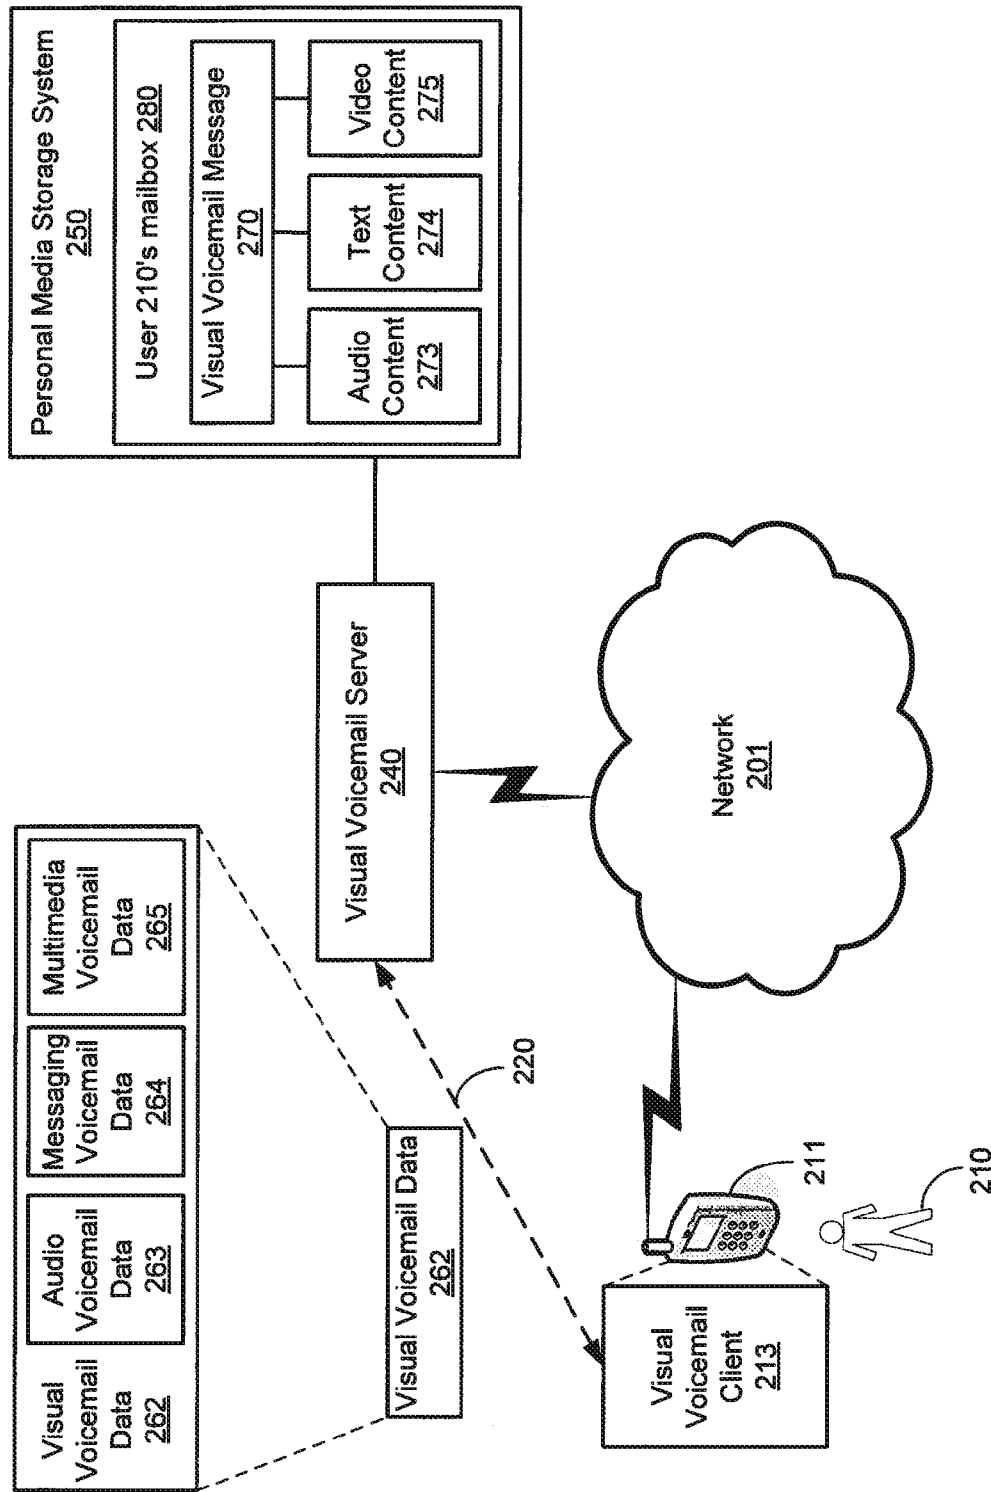 Personal Media Storage System
250
User 210's mailbox 280
Visual Voicemail Message
270
Audio
Content
273
Text
Content
274
Video
Content
275
Visual
Voicemail
Data
262
Audio
Voicemail
Data
263
Messaging
Voicemail
Data
264
Multimedia
Voicemail
Data
265
Visual Voicemail Server
240
Visual Voicemail Data
262
220
Network
201
Visual
Voicemail
Client
213
211
210